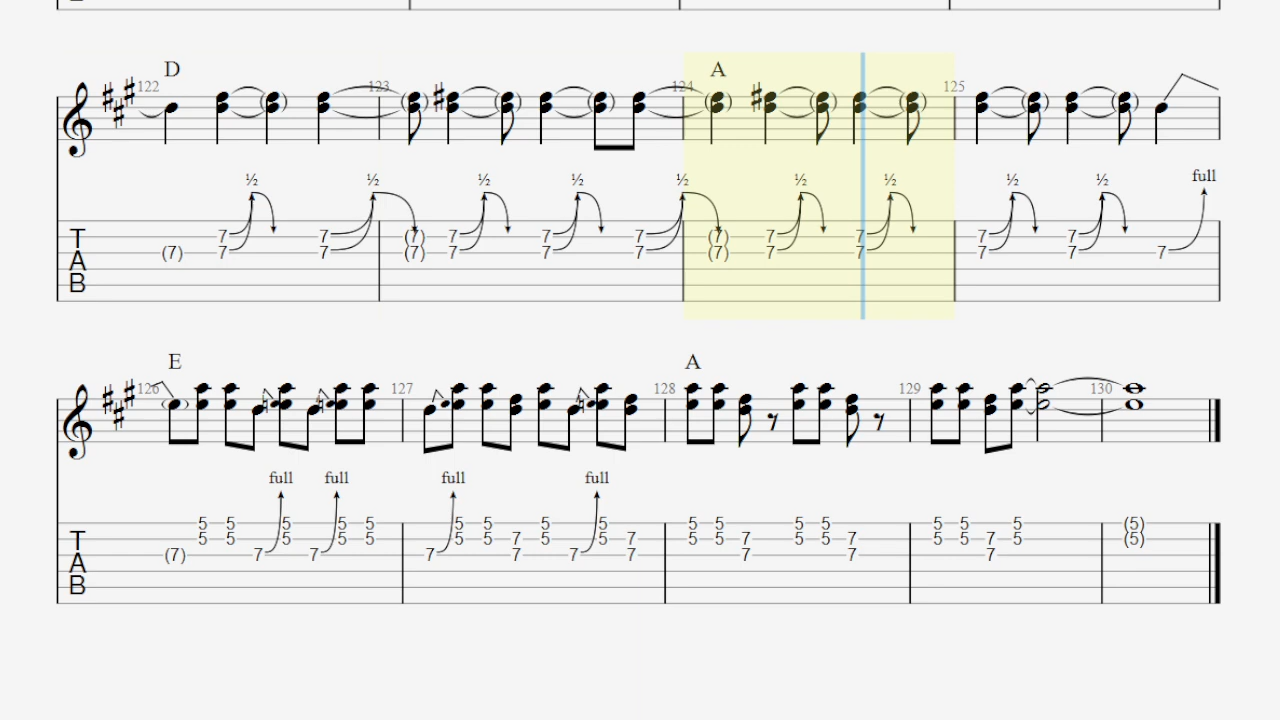 D A
122 123 124 125
½ ½ ½ ½ ½ ½ ½ ½ ½ full
T 7 7 (7) 7 7 7 (7) 7 7 7 7
(7) 7 7 (7) 7 7 7 (7) 7 7 7 7 7
A
B
E A
126 127 128 129 130
full full full full
5 5 5 5 5 5 5 5 5 5 5 5 5 5 5 5 (5)
T 5 5 5 5 5 5 7 5 5 7 5 5 7 5 5 7 5 5 7 5 (5)
A (7) 7 7 7 7 7 7 7 7
B